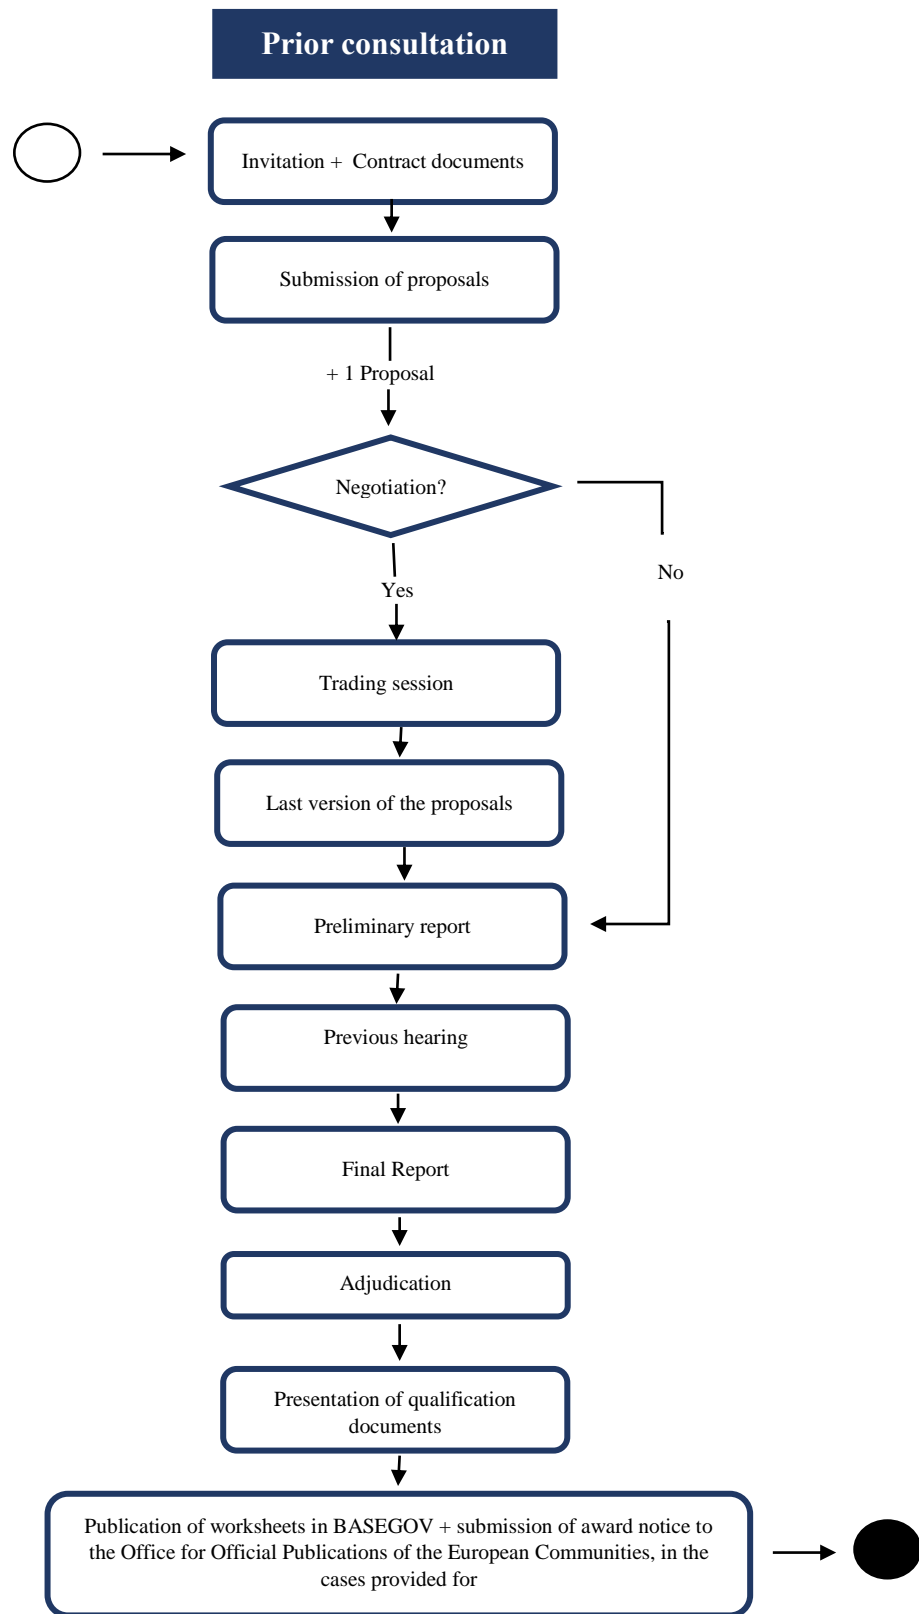 Prior consultation
Invitation + Contract documents
Submission of proposals
+ 1 Proposal
Negotiation?
No
Yes
Trading session
Last version of the proposals
Preliminary report
Previous hearing
Final Report
Adjudication
Presentation of qualification
documents
Publication of worksheets in BASEGOV + submission of award notice to
the Office for Official Publications of the European Communities, in the
cases provided for